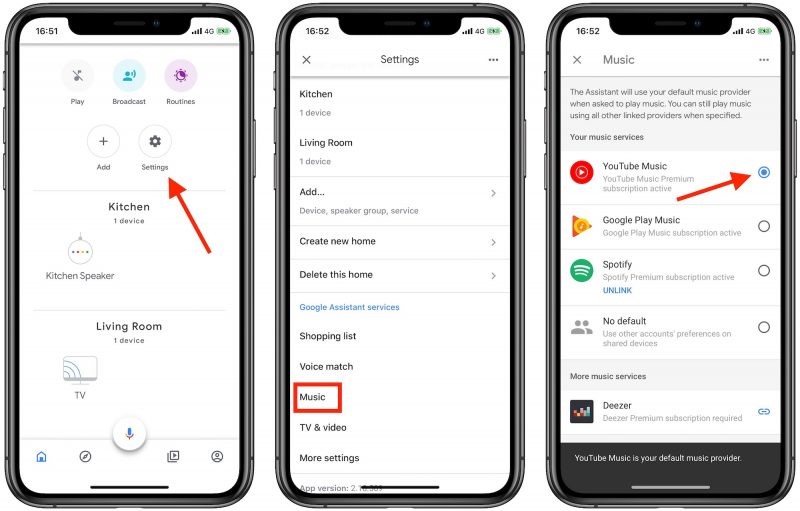 16:51
4G
Play
Broadcast
Routines
Add
Settings
Kitchen
1 device
Kitchen Speaker
Living Room
1 device
TV
16:52
4G
Settings
Kitchen
1 device
Living Room
1 device
Add...
Device, speaker group, service
Create new home
Delete this home
Google Assistant services
Shopping list
Voice match
Music
TV & video
More settings
App version:
16:52
4G
Music
The Assistant will use your default music provider
when asked to play music. You can still play music
using all other linked providers when specified.
Your music services
YouTube Music
YouTube Music Premium
subscription active
Google Play Music
Google Play Music subscription active
Spotify
Spotify Premium subscription active
UNLINK
No default
Use other accounts' preferences on
shared devices
More music services
Deezer
Deezer Premium subscription required
YouTube Music is your default music provider.